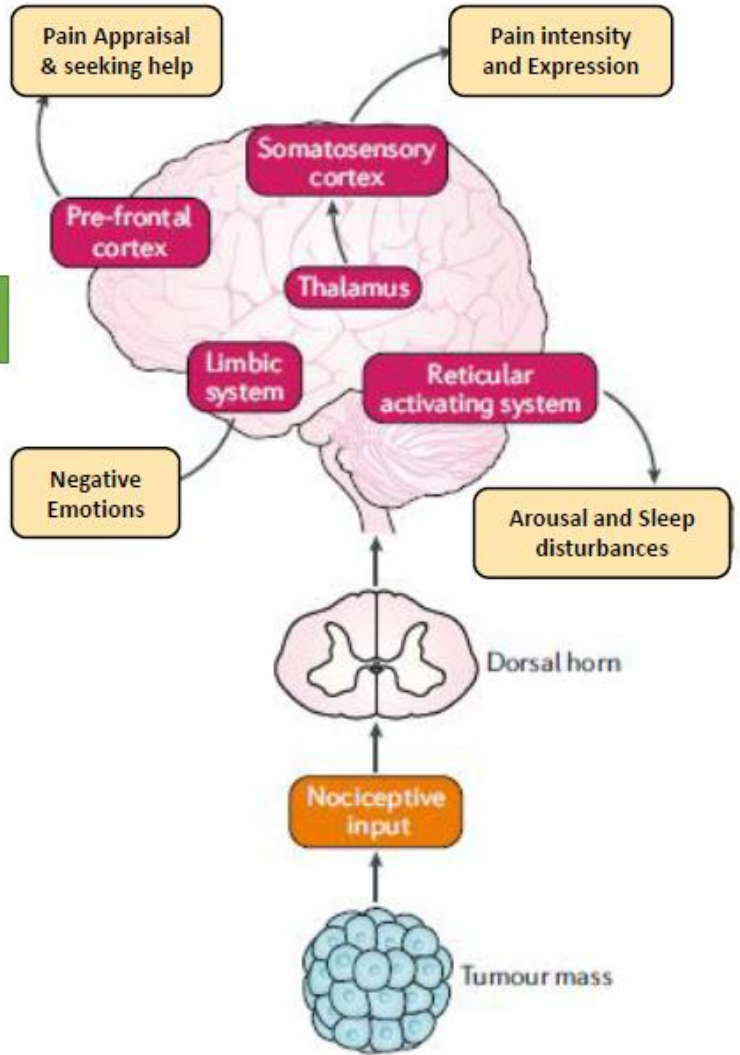 Pain Appraisal
& seeking help
Pain intensity
and Expression
Somatosensory
cortex
Pre-frontal
cortex
Thalamus
Limbic
system
Reticular
activating system
Negative
Emotions
Arousal and Sleep
disturbances
Dorsal horn
Nociceptive
input
Tumour mass